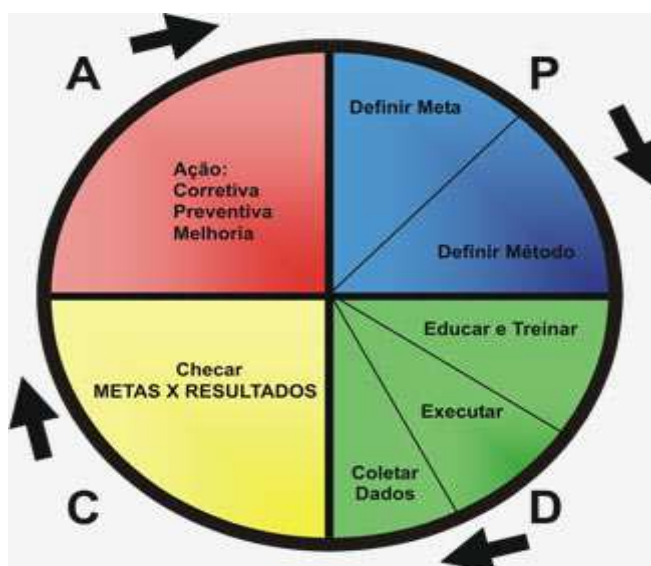 A
P
Definir Meta
Ação:
Corretiva
Preventiva
Melhoria
Definir Método
Educar e Treinar
Checar
METAS X RESULTADOS
Executar
Coletar
Dados
C
D